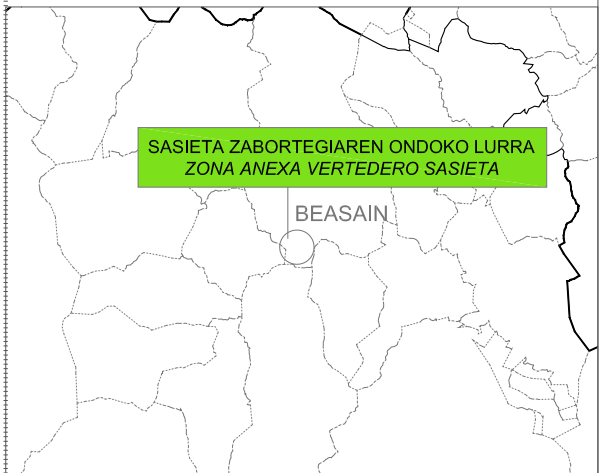 SASIETA ZABORTEGIAREN ONDOKO LURRA
ZONA ANEXA VERTEDERO SASIETA
BEASAIN